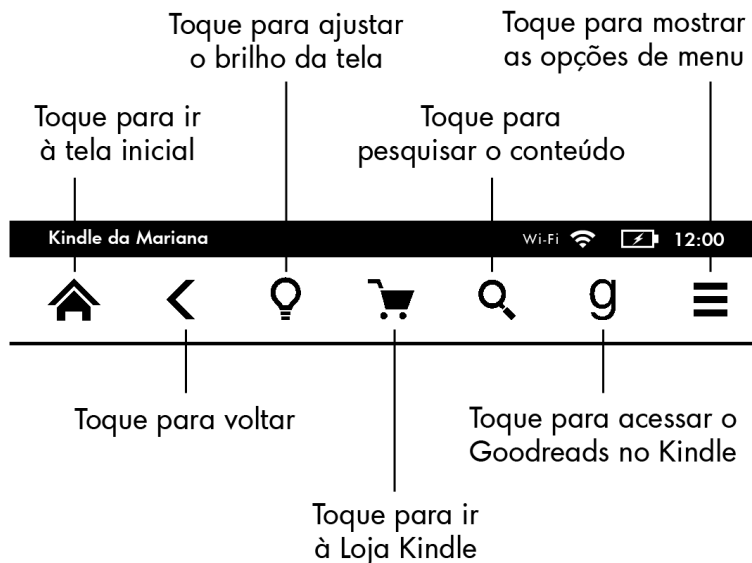 Toque para ajustar
o brilho da tela
Toque para mostrar
as opções de menu
Toque para ir
à tela inicial
Toque para
pesquisar o conteúdo
Kindle da Mariana
Wi-Fi
12:00
g
Toque para voltar
Toque para acessar o
Goodreads no Kindle
Toque para ir
à Loja Kindle